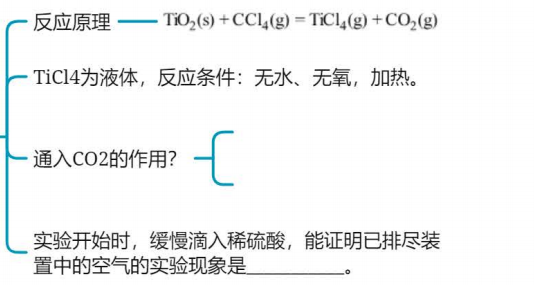 反应原理
TiO₂(s) + CCl₄(g) = TiCl₄(g) + CO₂(g)
TiCl4为液体，反应条件：无水、无氧，加热。
通入CO2的作用？
实验开始时，缓慢滴入稀硫酸，能证明已排尽装
置中的空气的实验现象是__________。